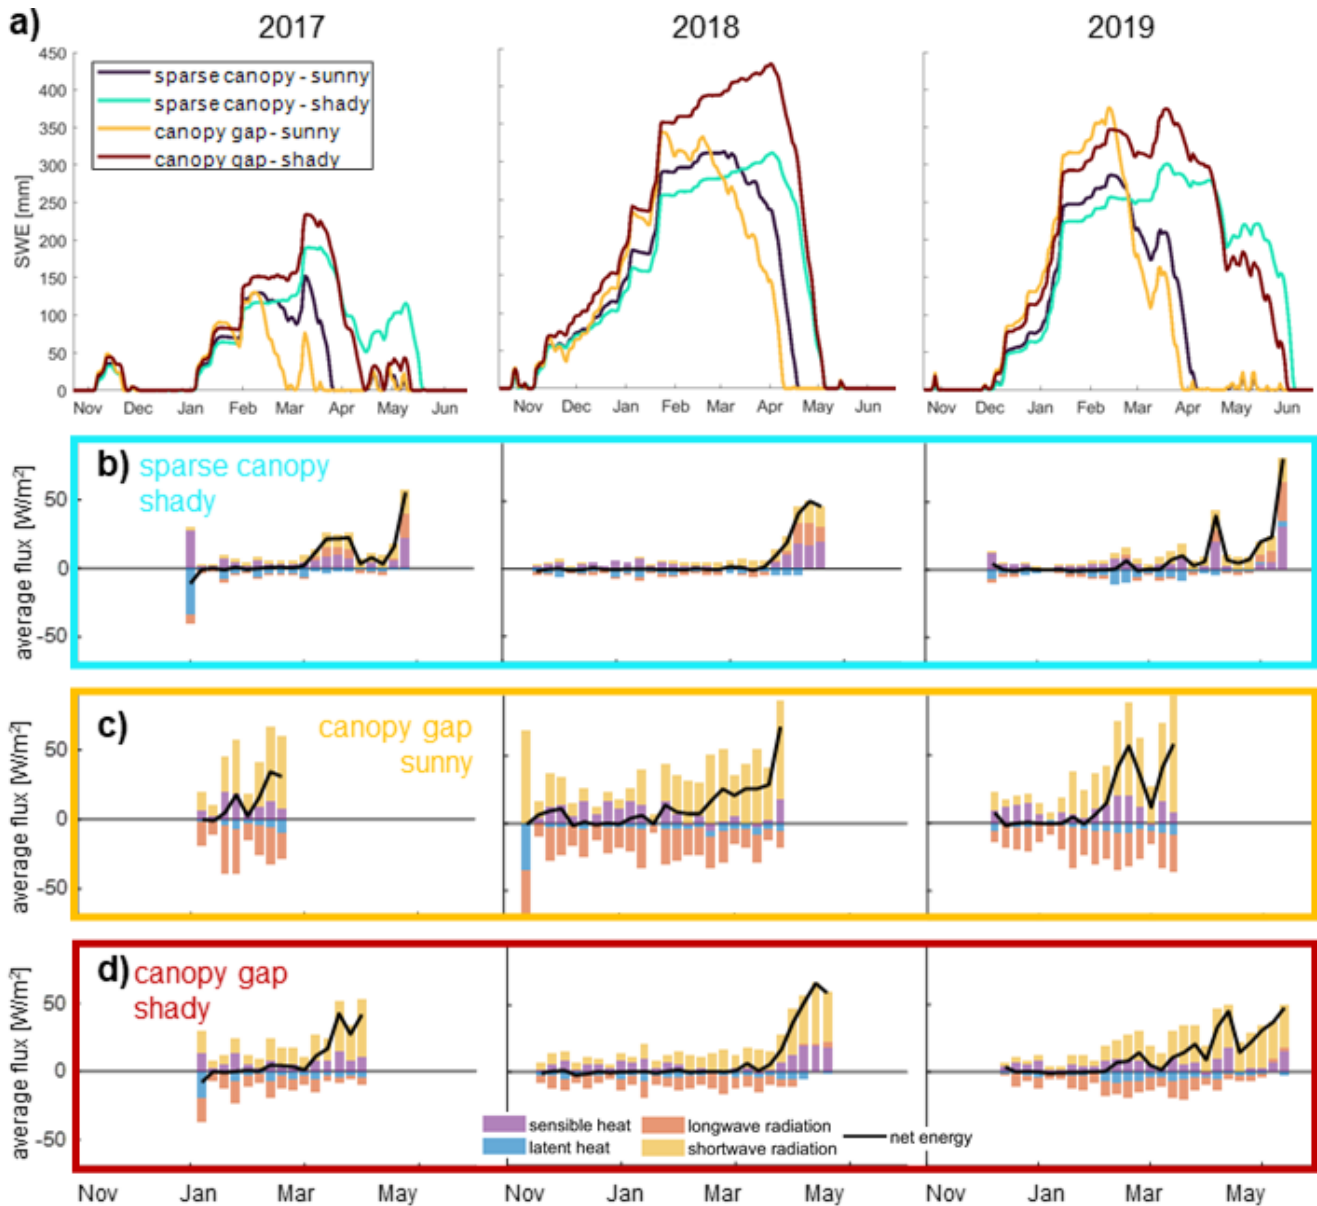 a)
2017
2018
2019
sparse canopy - sunny
sparse canopy - shady
canopy gap - sunny
canopy gap - shady
SWE [mm]
450
400
350
300
250
200
150
100
50
0
Nov Dec Jan Feb Mar Apr May Jun
Nov Dec Jan Feb Mar Apr May Jun
Nov Dec Jan Feb Mar Apr May Jun
b) sparse canopy
shady
average flux [W/m²]
50
0
-50
c) canopy gap
sunny
average flux [W/m²]
50
0
-50
d) canopy gap
shady
average flux [W/m²]
50
0
-50
sensible heat
latent heat
longwave radiation
shortwave radiation
net energy
Nov Jan Mar May
Nov Jan Mar May
Jan Mar May